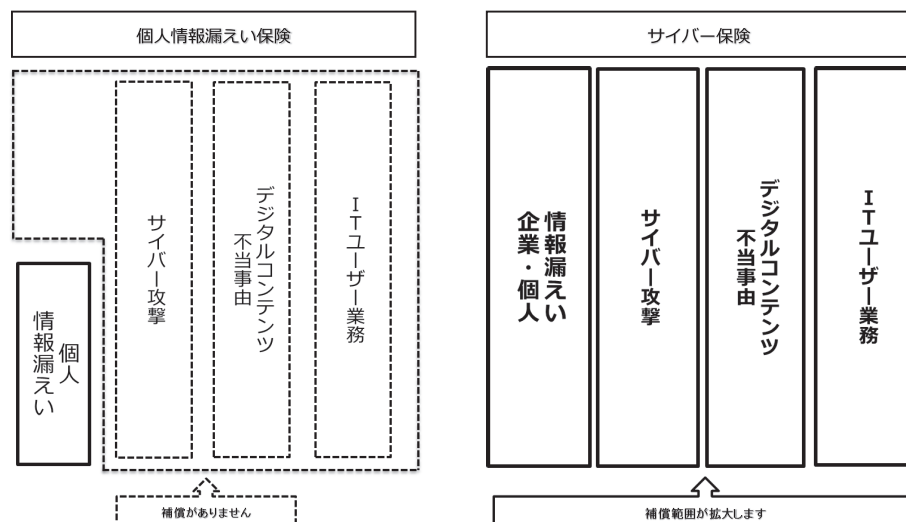 個人情報漏えい保険
個人
情報漏えい
サイバー攻撃
デジタルコンテンツ
不当事由
ITユーザー業務
補償がありません
サイバー保険
情報漏えい
企業・個人
サイバー攻撃
デジタルコンテンツ
不当事由
ITユーザー業務
補償範囲が拡大します